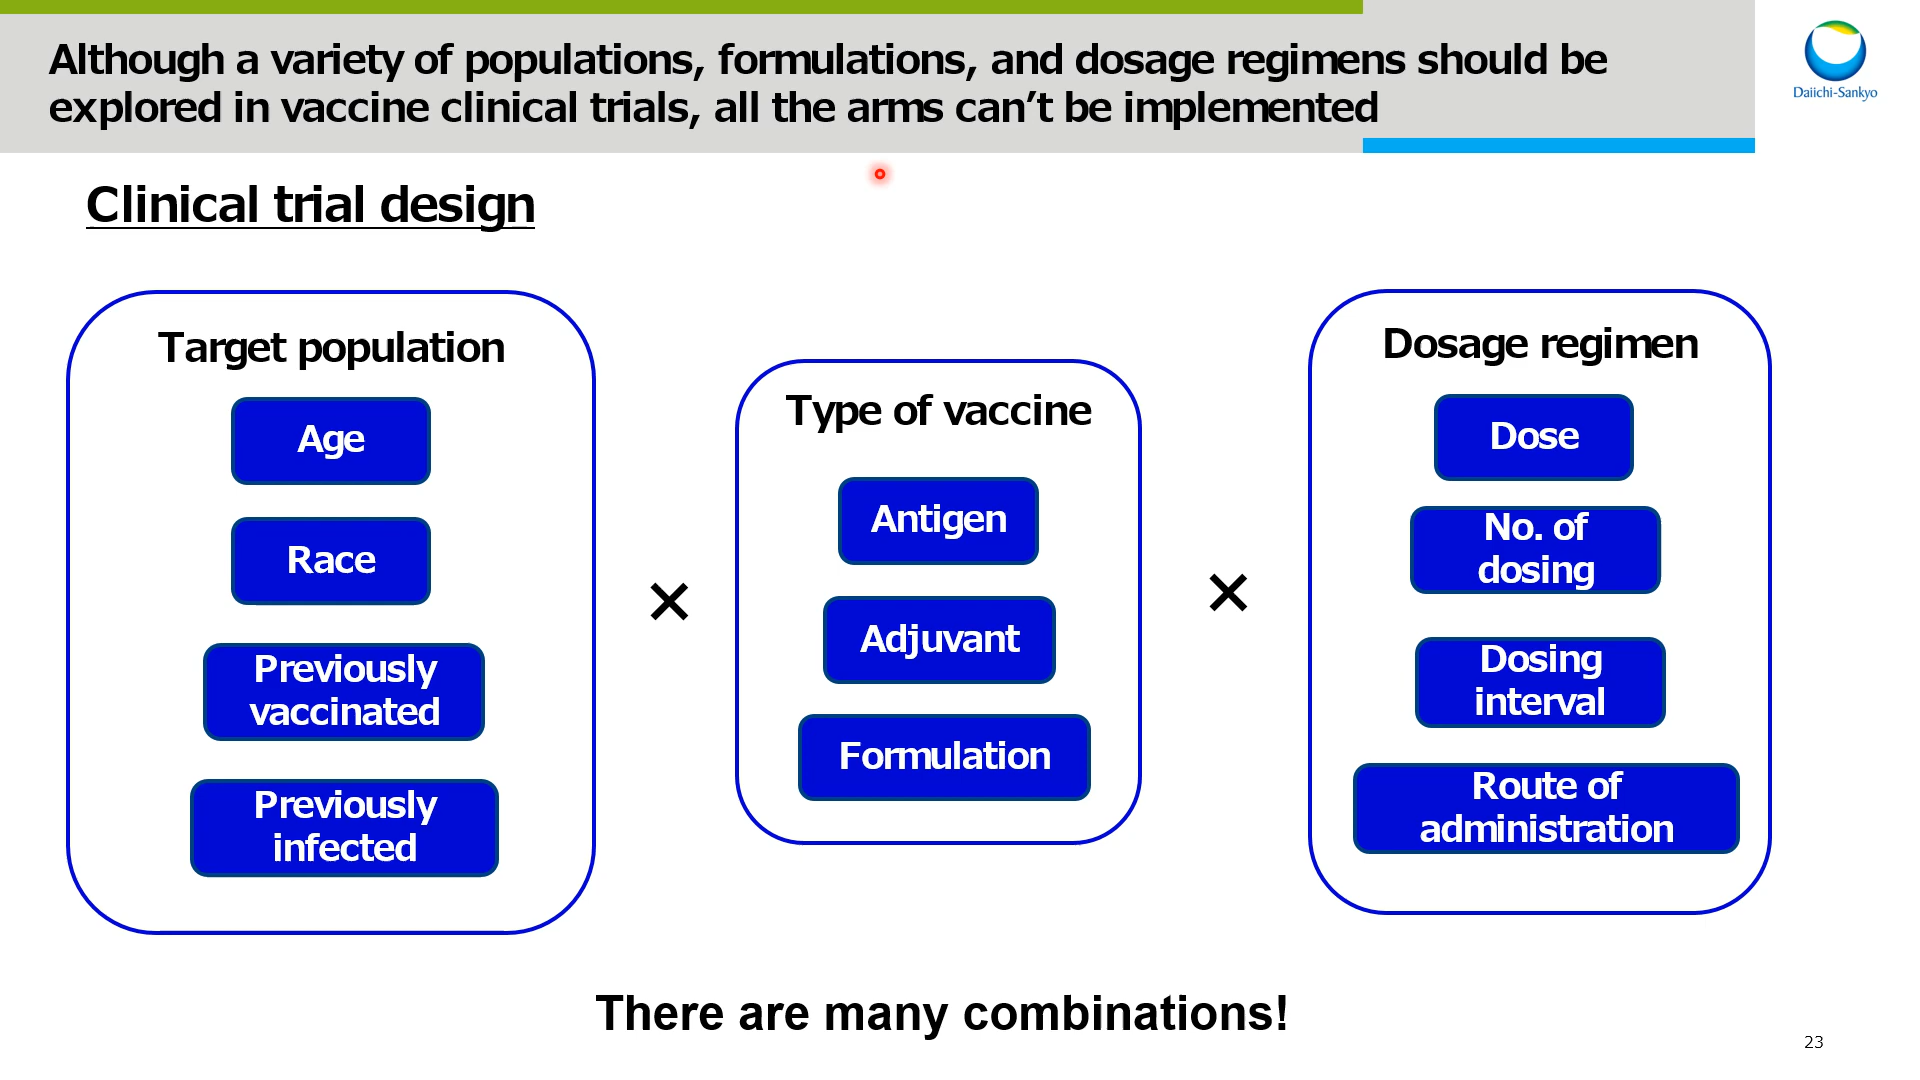 Although a variety of populations, formulations, and dosage regimens should be
explored in vaccine clinical trials, all the arms can’t be implemented
Daiichi-Sankyo
Clinical trial design
Target population
Age
Race
Previously
vaccinated
Previously
infected
×
Type of vaccine
Antigen
Adjuvant
Formulation
×
Dosage regimen
Dose
No. of
dosing
Dosing
interval
Route of
administration
There are many combinations!
23